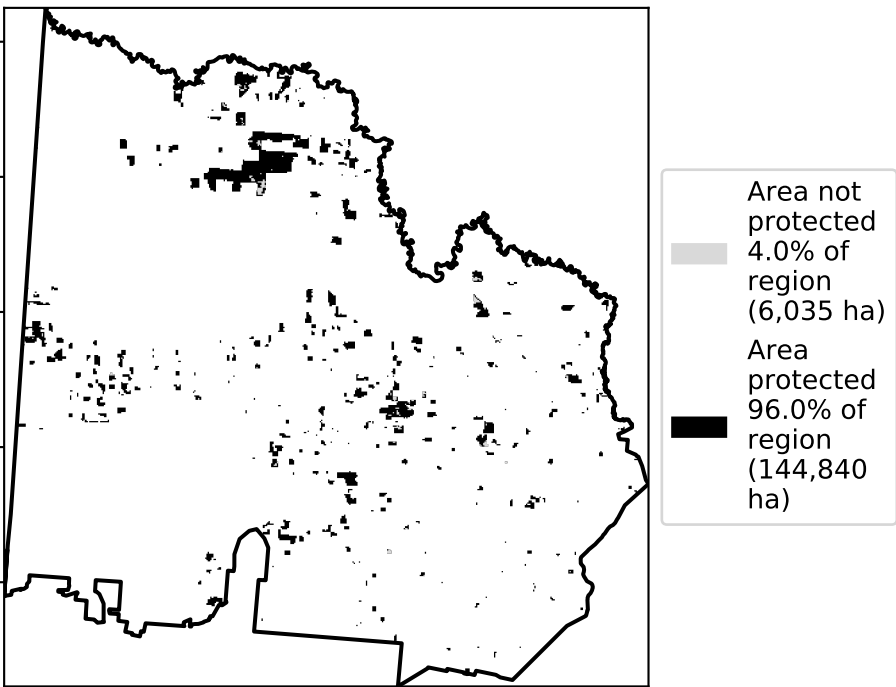 Area not
protected
4.0% of
region
(6,035 ha)
Area
protected
96.0% of
region
(144,840
ha)